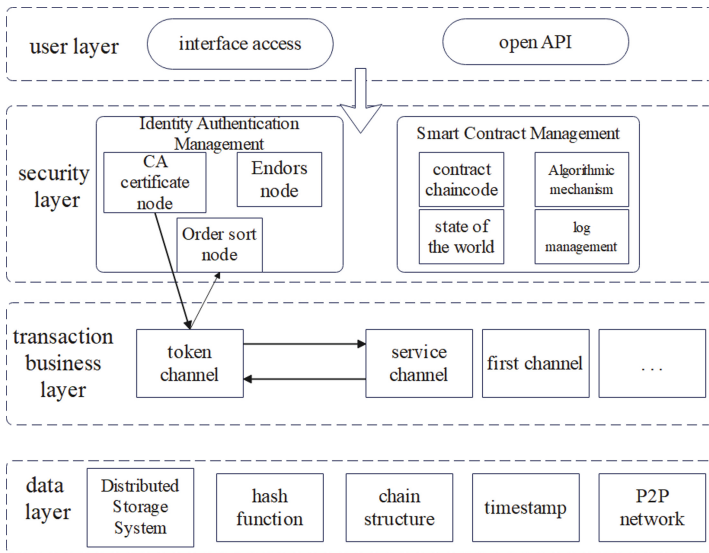 user layer
interface access
open API
security
layer
Identity Authentication
Management
CA
certificate
node
Endors
node
Order sort
node
Smart Contract Management
contract
chaincode
Algorithmic
mechanism
state of
the world
log
management
transaction
business
layer
token
channel
service
channel
first channel
...
data
layer
Distributed
Storage
System
hash
function
chain
structure
timestamp
P2P
network